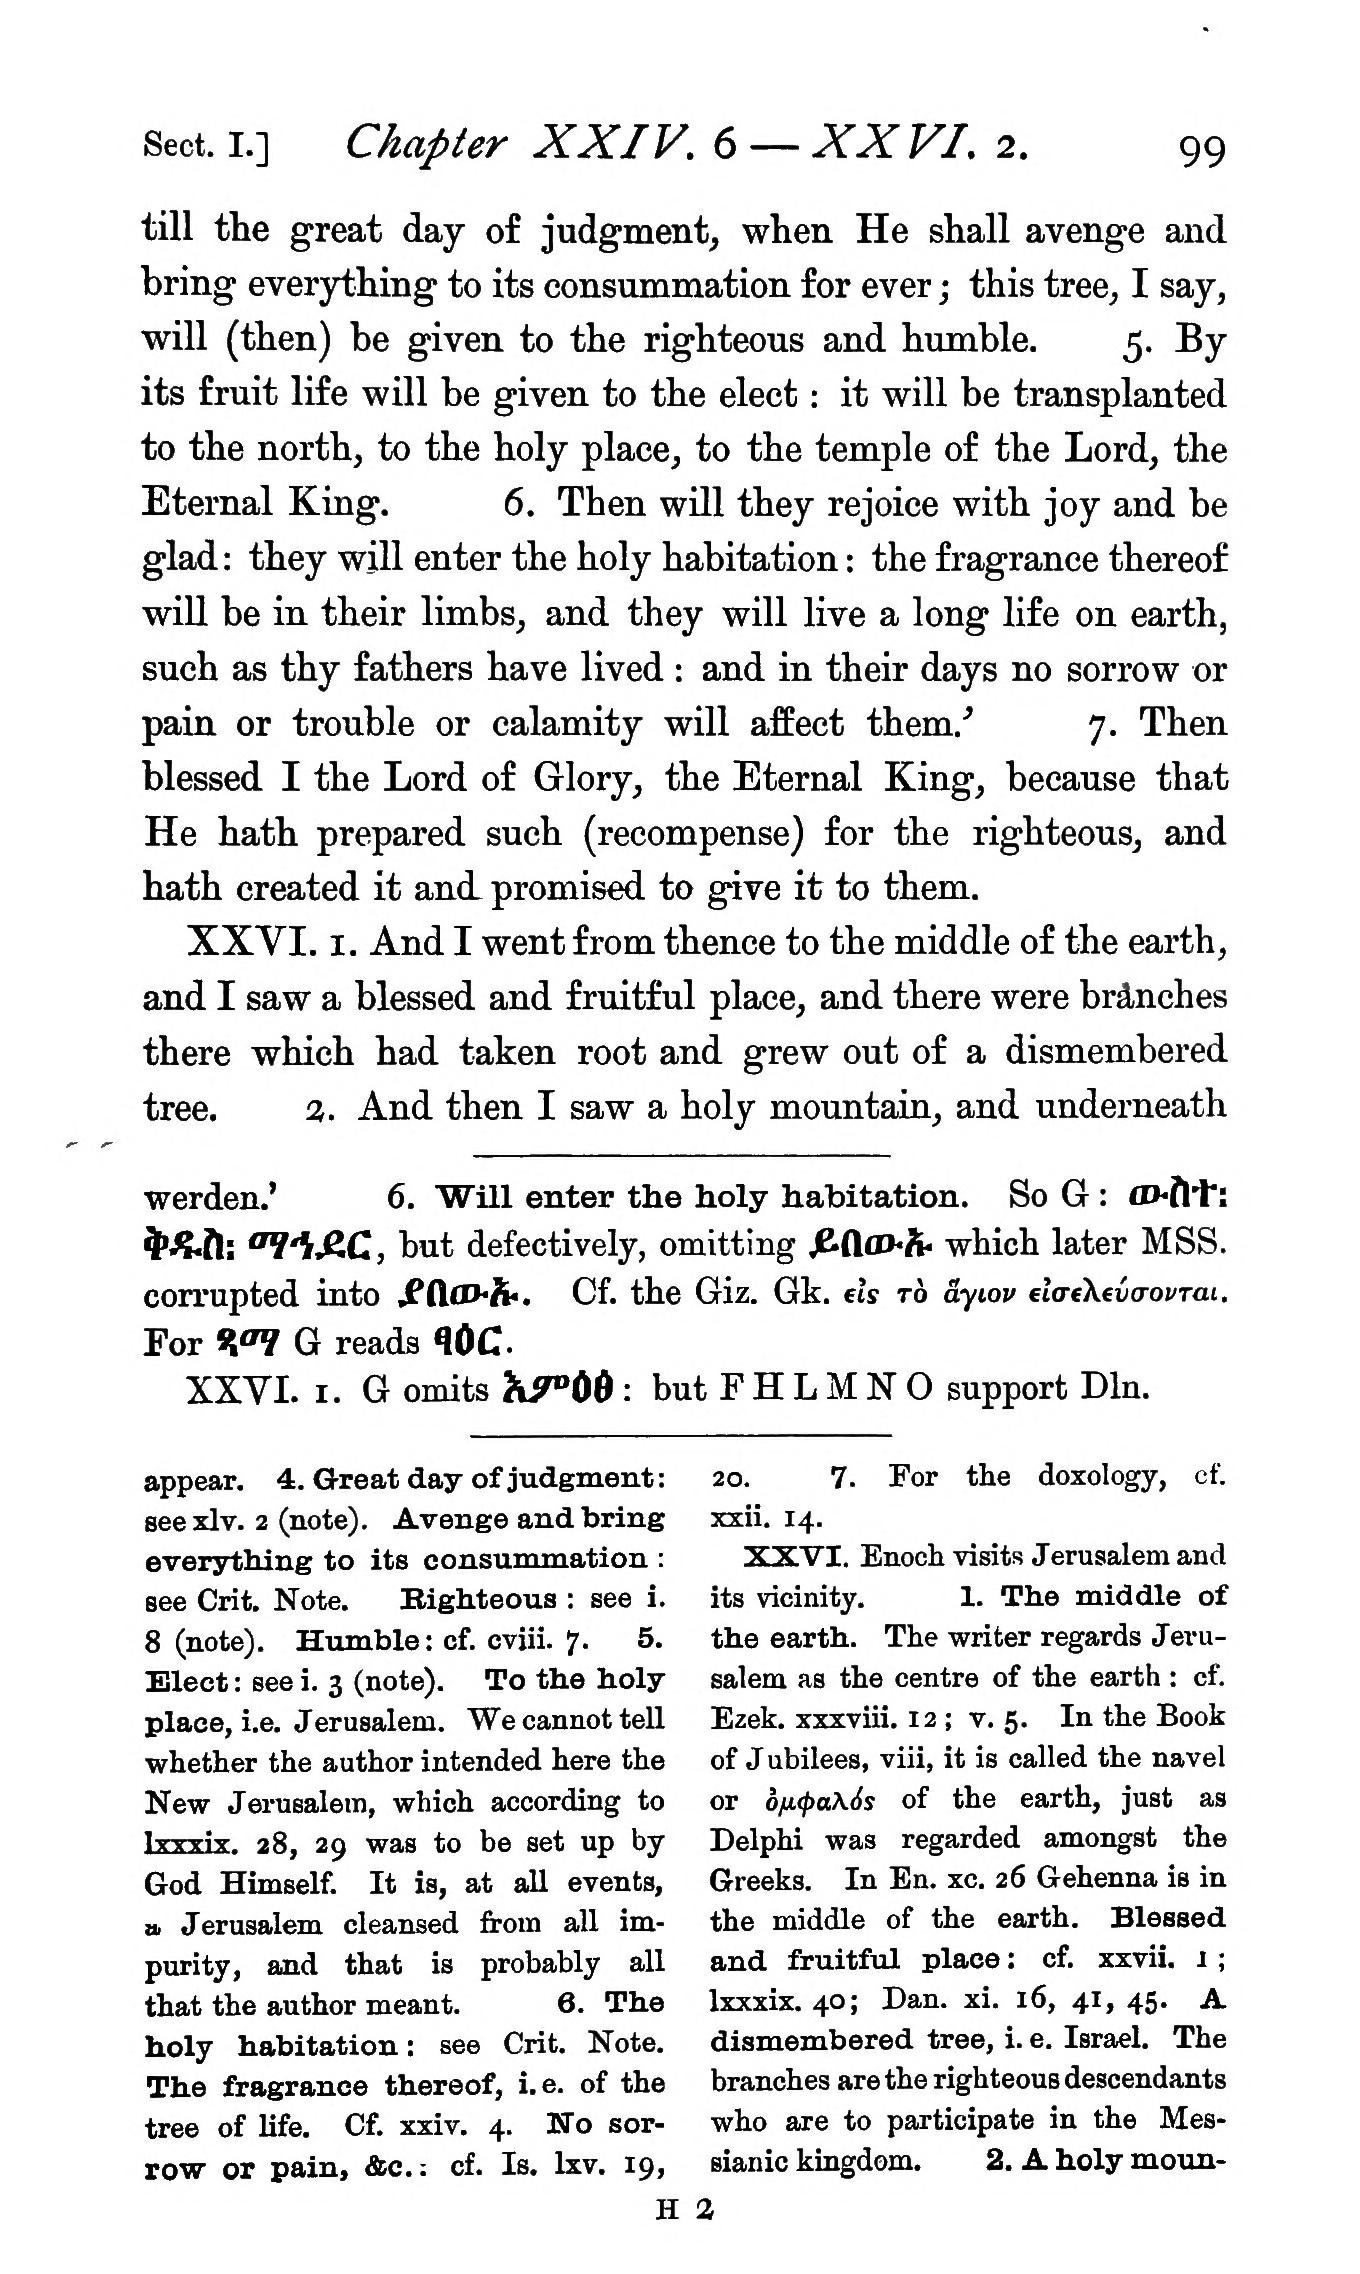 Sect. I.] Chapter XXIV. 6 — XXVI. 2. 99
till the great day of judgment, when He shall avenge and
bring everything to its consummation for ever; this tree, I say,
will (then) be given to the righteous and humble. 5. By
its fruit life will be given to the elect : it will be transplanted
to the north, to the holy place, to the temple of the Lord, the
Eternal King. 6. Then will they rejoice with joy and be
glad: they will enter the holy habitation: the fragrance thereof
will be in their limbs, and they will live a long life on earth,
such as thy fathers have lived : and in their days no sorrow or
pain or trouble or calamity will affect them.’ 7. Then
blessed I the Lord of Glory, the Eternal King, because that
He hath prepared such (recompense) for the righteous, and
hath created it and promised to give it to them.
XXVI. 1. And I went from thence to the middle of the earth,
and I saw a blessed and fruitful place, and there were branches
there which had taken root and grew out of a dismembered
tree. 2. And then I saw a holy mountain, and underneath
werden.’ 6. Will enter the holy habitation. So G : ውስተ፡
ቅዱስ፡ ማኅደር, but defectively, omitting ይበውኡ which later MSS.
corrupted into ያበውኡ. Cf. the Giz. Gk. εἰς τὸ ἅγιον εἰσελεύσονται.
For ጻማ G reads ፃዕር.
XXVI. 1. G omits እምዕፀ : but F H L M N O support Dln.
appear. 4. Great day of judgment:
see xlv. 2 (note). Avenge and bring
everything to its consummation :
see Crit. Note. Righteous : see i.
8 (note). Humble: cf. cviii. 7. 5.
Elect: see i. 3 (note). To the holy
place, i.e. Jerusalem. We cannot tell
whether the author intended here the
New Jerusalem, which according to
lxxxix. 28, 29 was to be set up by
God Himself. It is, at all events,
a Jerusalem cleansed from all im-
purity, and that is probably all
that the author meant. 6. The
holy habitation : see Crit. Note.
The fragrance thereof, i.e. of the
tree of life. Cf. xxiv. 4. No sor-
row or pain, &c.: cf. Is. lxv. 19,
20. 7. For the doxology, cf.
xxii. 14.
XXVI. Enoch visits Jerusalem and
its vicinity. 1. The middle of
the earth. The writer regards Jeru-
salem as the centre of the earth : cf.
Ezek. xxxviii. 12 ; v. 5. In the Book
of Jubilees, viii, it is called the navel
or ὀμφαλός of the earth, just as
Delphi was regarded amongst the
Greeks. In En. xc. 26 Gehenna is in
the middle of the earth. Blessed
and fruitful place: cf. xxvii. 1 ;
lxxxix. 40; Dan. xi. 16, 41, 45. A
dismembered tree, i. e. Israel. The
branches are the righteous descendants
who are to participate in the Mes-
sianic kingdom. 2. A holy moun-
H 2